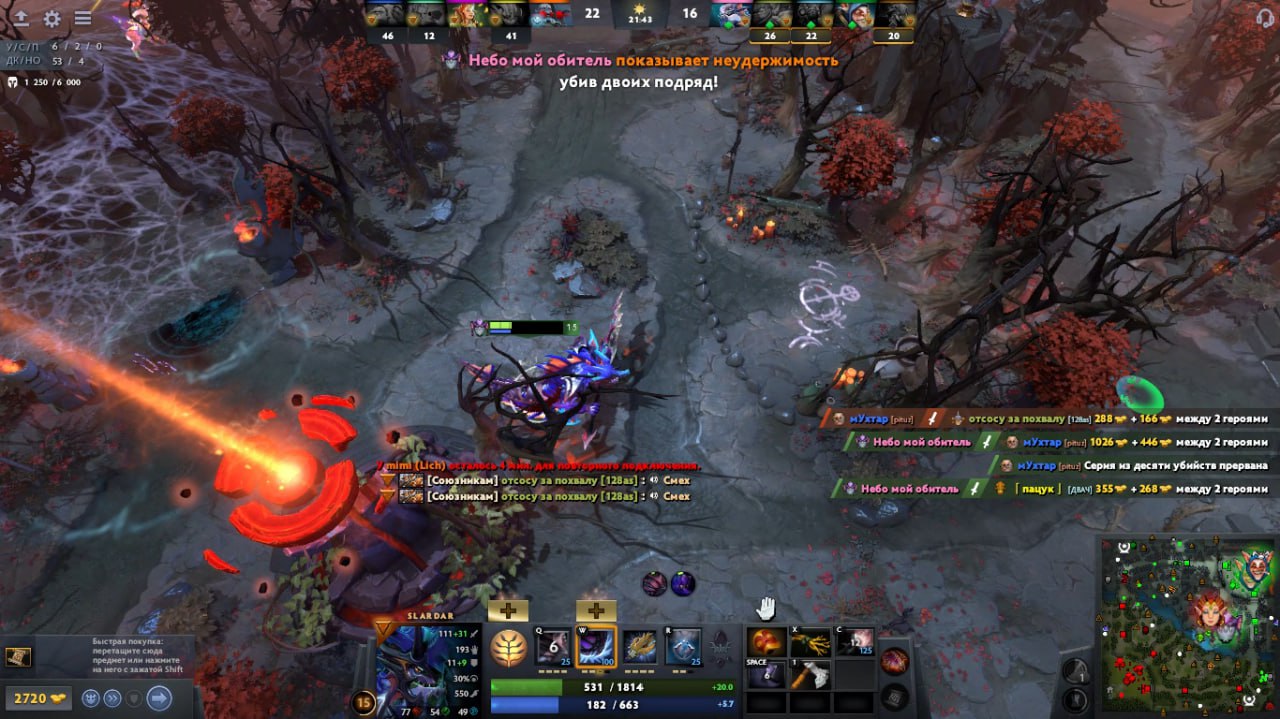 22 21:43 16
46 12 41 26 22 20
У/С/П 6 / 2 / 0
ДК/НО 53 / 4
1 250 /6 000
Небо мой обитель показывает неудержимость
убив двоих подряд!
15
мУхтар [pituz] отсосу за похвалу [128as] 288 + 166 между 2 героями
Небо мой обитель мУхтар [pituz] 1026 + 446 между 2 героями
мУхтар [pituz] Серия из десяти убийств прервана
Небо мой обитель [ пацук ] [ДВАЧ] 355 + 268 между 2 героями
У mimi (Lich) осталось 4 мин. для повторного подключения.
[Союзникам] отсосу за похвалу [128as] : Смех
[Союзникам] отсосу за похвалу [128as] : Смех
SLARDAR
Быстрая покупка:
перетащите сюда
предмет или нажмите
на него с зажатой Shift
2720
15
111+31
193
11+9
30%
550
77 54 49
Q 6 25
W 100
R 25
531 / 1814 +20.0
182 / 663 +5.7
X C 125
SPACE 6 1
1